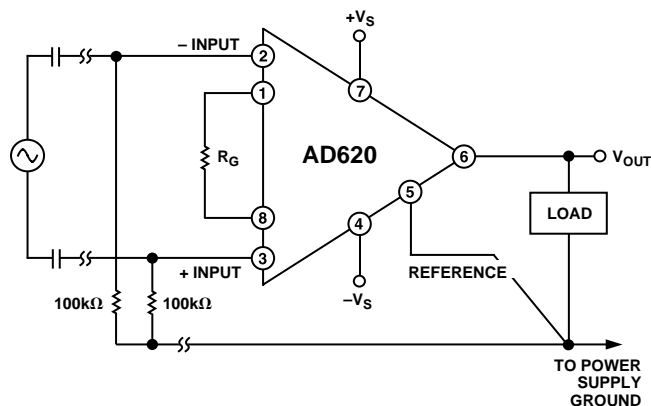 +VS
– INPUT
2
7
1
RG
AD620
6
VOUT
5
LOAD
8
4
3
+ INPUT
REFERENCE
–VS
100kΩ
100kΩ
TO POWER
SUPPLY
GROUND